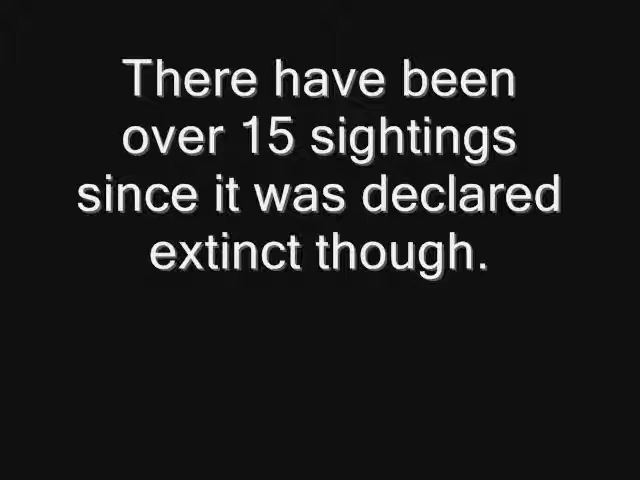 There have been
over 15 sightings
since it was declared
extinct though.